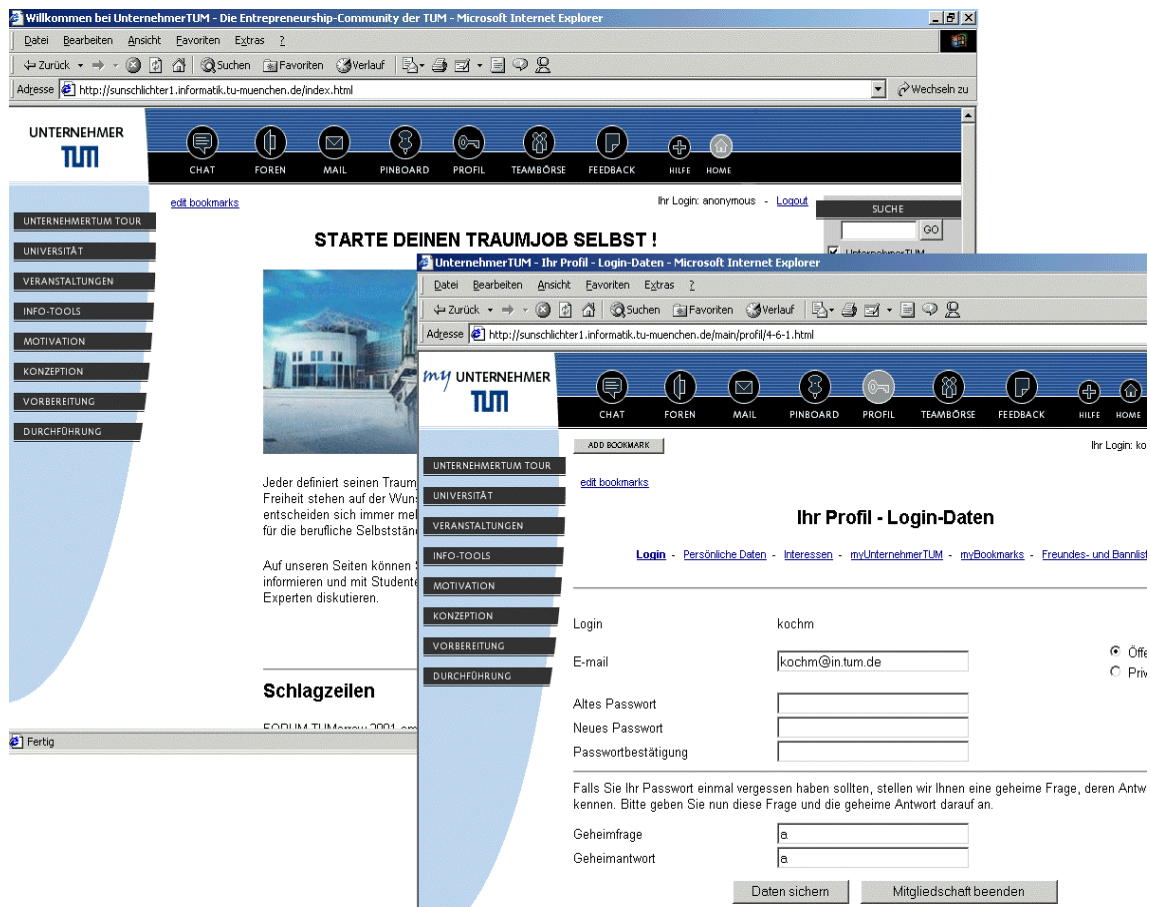 Willkommen bei UnternehmerTUM - Die Entrepreneurship-Community der TUM - Microsoft Internet Explorer
Datei Bearbeiten Ansicht Favoriten Extras ?
Zurück Suchen Favoriten Verlauf
Adresse http://sunschlichter1.informatik.tu-muenchen.de/index.html Wechseln zu
UNTERNEHMER
TUM
CHAT FOREN MAIL PINBOARD PROFIL TEAMBÖRSE FEEDBACK HILFE HOME
edit bookmarks
Ihr Login: anonymous - Logout
SUCHE
GO
UnternehmerTUM
UNTERNEHMERTUM TOUR
UNIVERSITÄT
VERANSTALTUNGEN
INFO-TOOLS
MOTIVATION
KONZEPTION
VORBEREITUNG
DURCHFÜHRUNG
STARTE DEINEN TRAUMJOB SELBST !
Jeder definiert seinen Traum
Freiheit stehen auf der Wuns
entscheiden sich immer meh
für die berufliche Selbststän
Auf unseren Seiten können
informieren und mit Studente
Experten diskutieren.
Schlagzeilen
FORUM TUMorrow 2001
Fertig
UnternehmerTUM - Ihr Profil - Login-Daten - Microsoft Internet Explorer
Datei Bearbeiten Ansicht Favoriten Extras ?
Zurück Suchen Favoriten Verlauf
Adresse http://sunschlichter1.informatik.tu-muenchen.de/main/profil/4-6-1.html
my UNTERNEHMER
TUM
CHAT FOREN MAIL PINBOARD PROFIL TEAMBÖRSE FEEDBACK HILFE HOME
ADD BOOKMARK
Ihr Login: ko
edit bookmarks
UNTERNEHMERTUM TOUR
UNIVERSITÄT
VERANSTALTUNGEN
INFO-TOOLS
MOTIVATION
KONZEPTION
VORBEREITUNG
DURCHFÜHRUNG
Ihr Profil - Login-Daten
Login - Persönliche Daten - Interessen - myUnternehmerTUM - myBookmarks - Freundes- und Bannlist
Login kochm
E-mail kochm@in.tum.de
Öffe
Priv
Altes Passwort
Neues Passwort
Passwortbestätigung
Falls Sie Ihr Passwort einmal vergessen haben sollten, stellen wir Ihnen eine geheime Frage, deren Antw
kennen. Bitte geben Sie nun diese Frage und die geheime Antwort darauf an.
Geheimfrage a
Geheimantwort a
Daten sichern Mitgliedschaft beenden